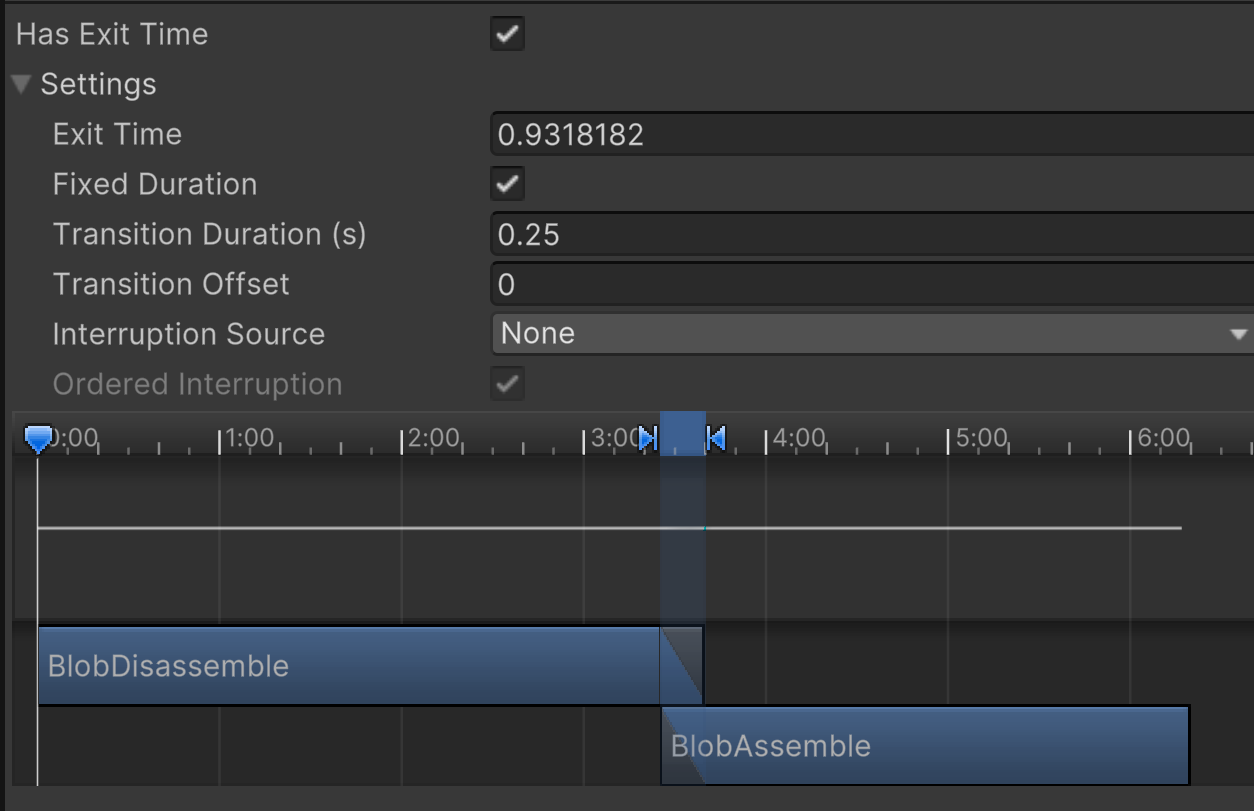 Has Exit Time
Settings
Exit Time 0.9318182
Fixed Duration
Transition Duration (s) 0.25
Transition Offset 0
Interruption Source None
Ordered Interruption
0:00 1:00 2:00 3:00 4:00 5:00 6:00
BlobDisassemble
BlobAssemble